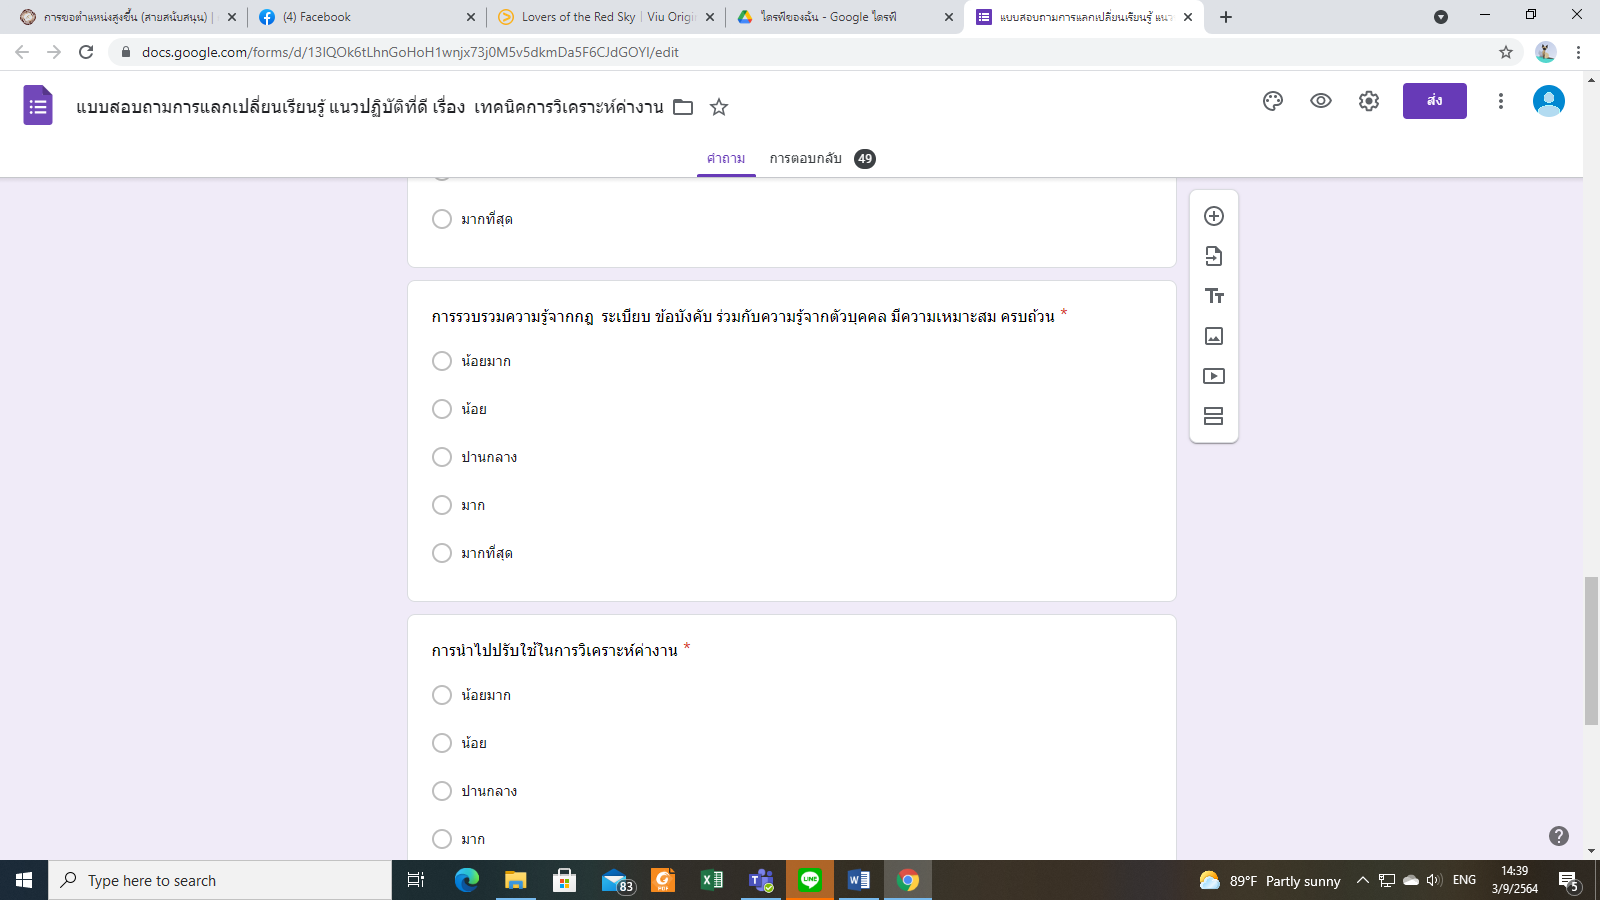 การขอตำแหน่งสูงขึ้น (สายสนับสนุน) |
(4) Facebook
Lovers of the Red Sky | Viu Origi
ไดรฟ์ของฉัน - Google ไดรฟ์
แบบสอบถามการแลกเปลี่ยนเรียนรู้ แนว
docs.google.com/forms/d/13IQOk6tLhnGoHoH1wnjx73j0M5v5dkmDa5F6CJdGOYI/edit
แบบสอบถามการแลกเปลี่ยนเรียนรู้ แนวปฏิบัติที่ดี เรื่อง เทคนิคการวิเคราะห์ค่างาน
ส่ง
คำถาม
การตอบกลับ 49
มากที่สุด
การรวบรวมความรู้จากกฎ ระเบียบ ข้อบังคับ ร่วมกับความรู้จากตัวบุคคล มีความเหมาะสม ครบถ้วน *
น้อยมาก
น้อย
ปานกลาง
มาก
มากที่สุด
การนำไปปรับใช้ในการวิเคราะห์ค่างาน *
น้อยมาก
น้อย
ปานกลาง
มาก
Type here to search
83
89°F Partly sunny
ENG
14:39
3/9/2564
5